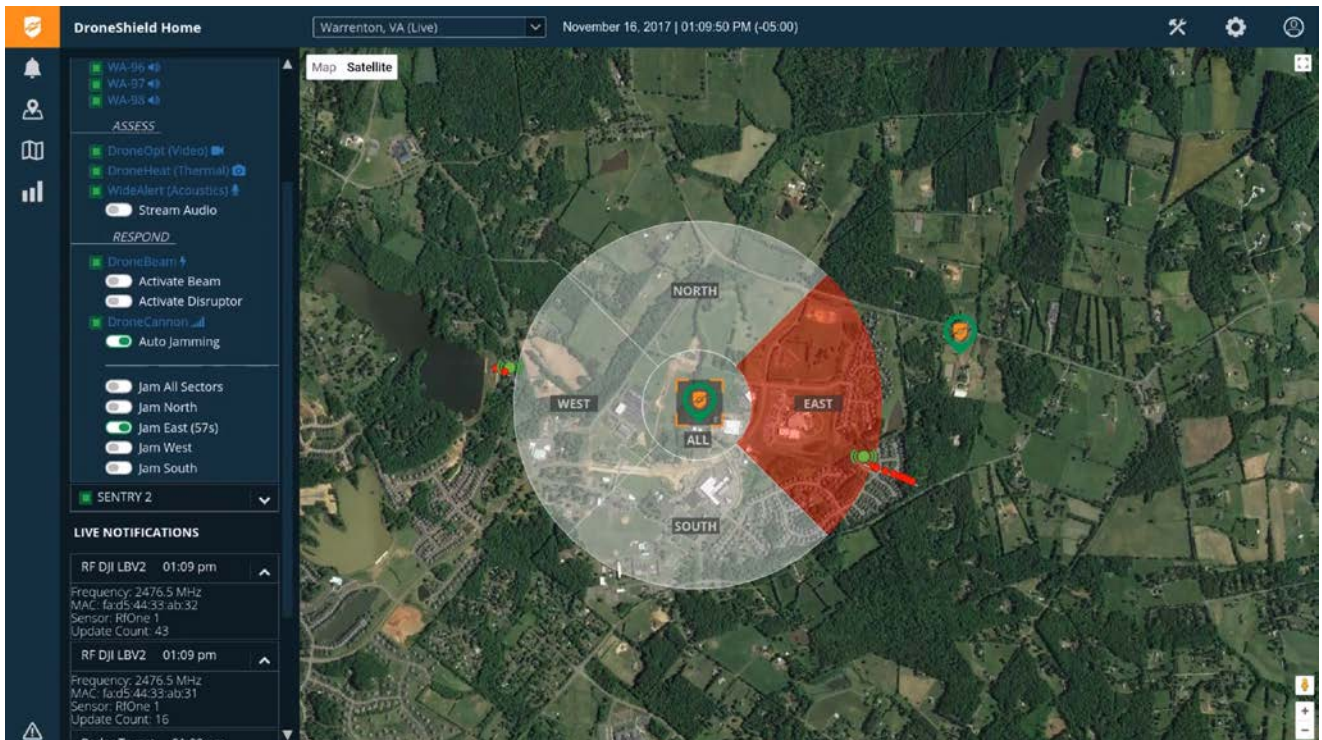 DroneShield Home
Warrenton, VA (Live)
November 16, 2017 | 01:09:50 PM (-05:00)
WA-96
WA-97
WA-98
ASSESS
DroneOpt (Video)
DroneHeat (Thermal)
WideAlert (Acoustics)
Stream Audio
RESPOND
DroneBeam
Activate Beam
Activate Disruptor
DroneCannon
Auto Jamming
Jam All Sectors
Jam North
Jam East (57s)
Jam West
Jam South
SENTRY 2
LIVE NOTIFICATIONS
RF DJI LBV2 01:09 pm
Frequency: 2476.5 MHz
MAC: fa:d5:44:33:ab:32
Sensor: RfOne 1
Update Count: 43
RF DJI LBV2 01:09 pm
Frequency: 2476.5 MHz
MAC: fa:d5:44:33:ab:31
Sensor: RfOne 1
Update Count: 16
Map Satellite
NORTH
WEST
EAST
ALL
SOUTH
+
−